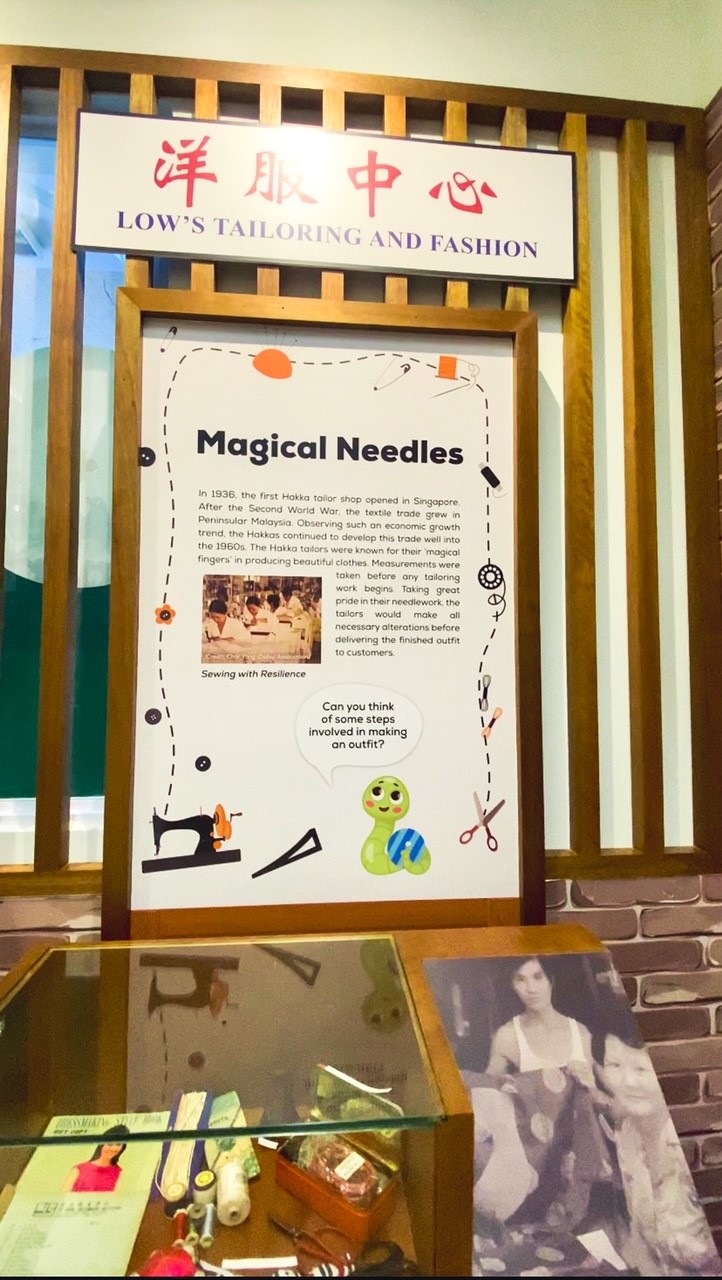 洋服中心
LOW'S TAILORING AND FASHION
Magical Needles
In 1936, the first Hakka tailor shop opened in Singapore.
After the Second World War, the textile trade grew in
Peninsular Malaysia. Observing such an economic growth
trend, the Hakkas continued to develop this trade well into
the 1960s. The Hakka tailors were known for their 'magical
fingers' in producing beautiful clothes. Measurements were
taken before any tailoring
work begins. Taking great
pride in their needlework, the
tailors would make all
necessary alterations before
delivering the finished outfit
to customers.
Sewing with Resilience
Can you think
of some steps
involved in making
an outfit?